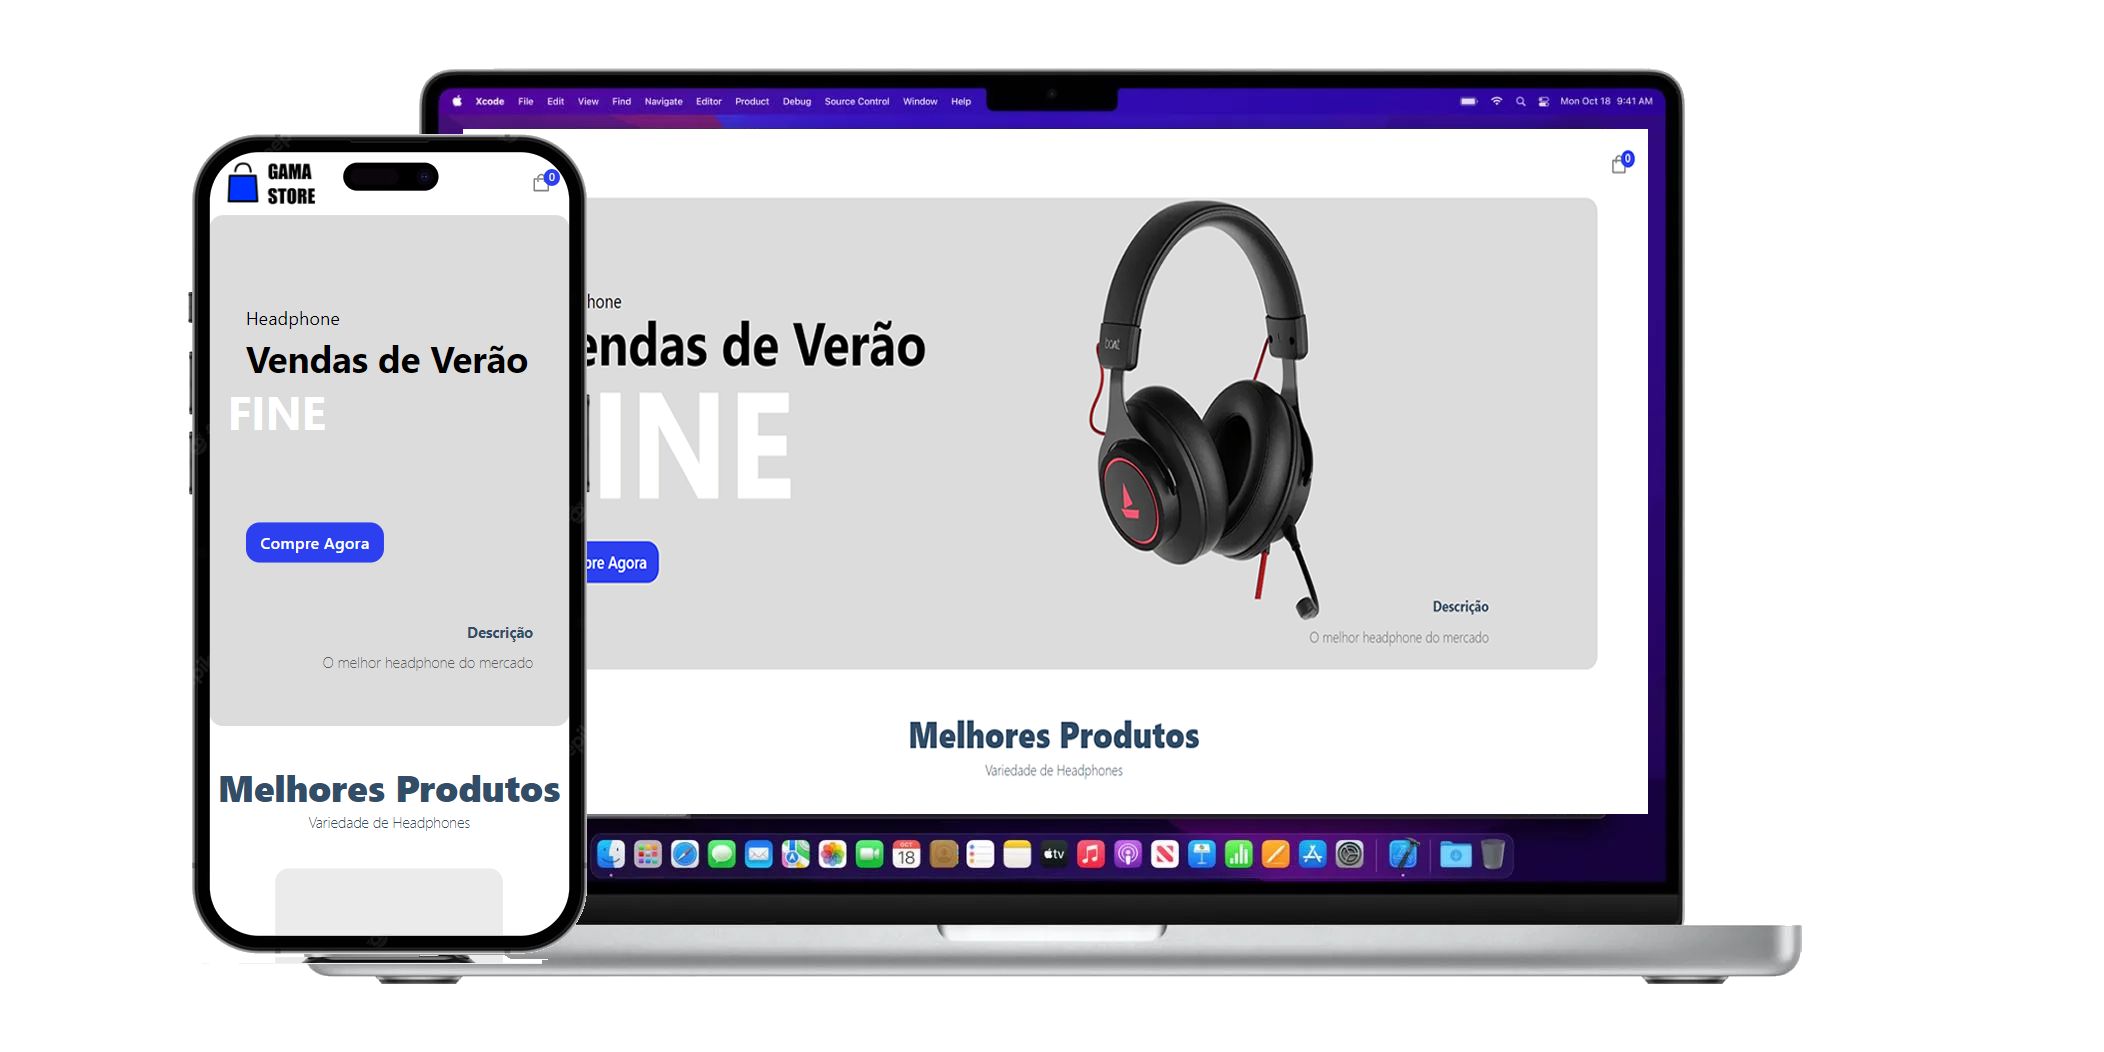 Xcode File Edit View Find Navigate Editor Product Debug Source Control Window Help
Mon Oct 18 9:41 AM
GAMA
STORE
0
Headphone
Vendas de Verão
FINE
Compre Agora
Descrição
O melhor headphone do mercado
Melhores Produtos
Variedade de Headphones
0
hone
endas de Verão
INE
ore Agora
boAt
Descrição
O melhor headphone do mercado
Melhores Produtos
Variedade de Headphones
OCT
18
tv